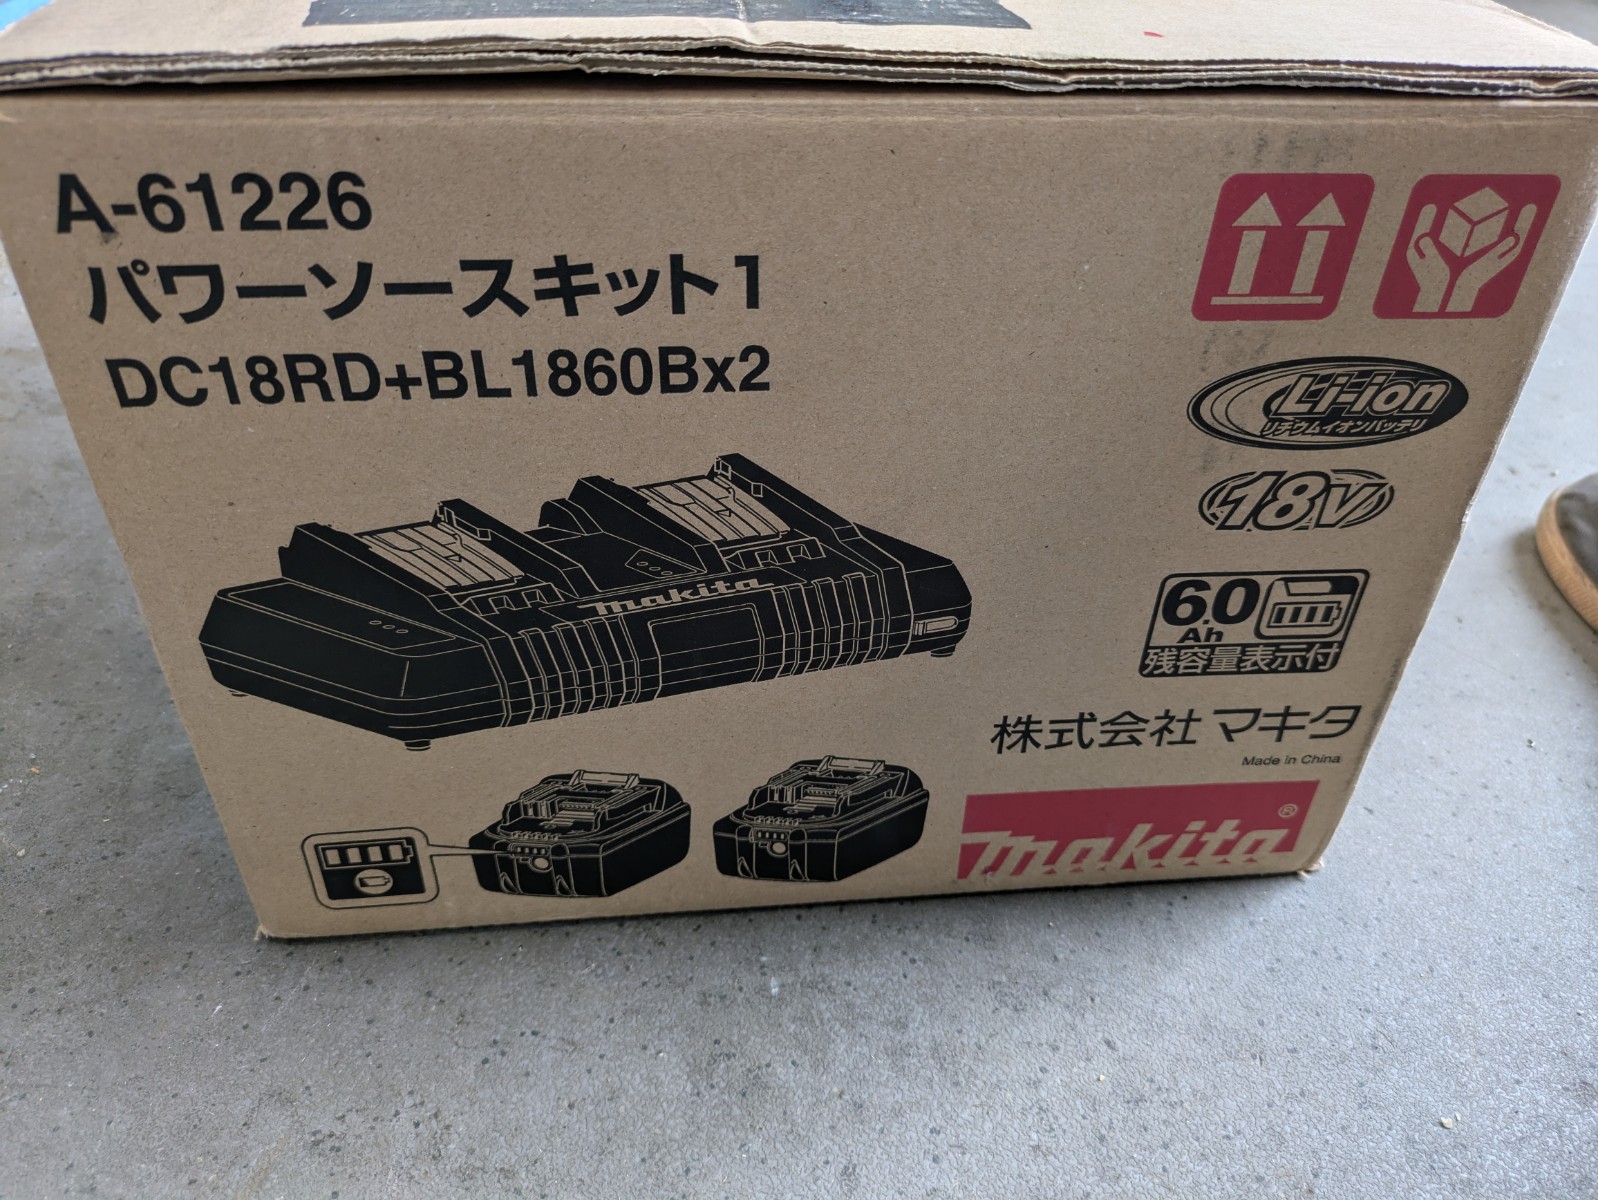 A-61226
パワーソースキット1
DC18RD+BL1860Bx2
Li-ion
リチウムイオンバッテリ
18V
6.0
Ah
残容量表示付
makita
株式会社マキタ
Made in China
makita®